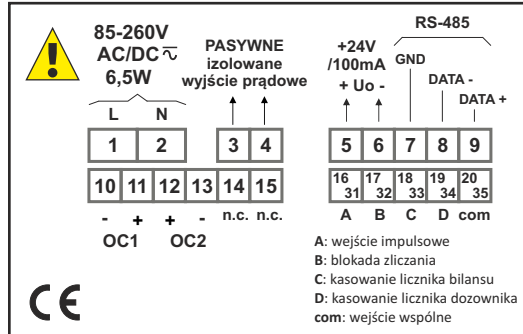 85-260V
AC/DC
6,5W
L N
PASYWNE
izolowane
wyjście prądowe
+24V
/100mA
+ Uo -
RS-485
GND
DATA -
DATA +
1 2 3 4 5 6 7 8 9
10 11 12 13 14 15 16 31 17 32 18 33 19 34 20 35
- + + - n.c. n.c. A B C D com
OC1 OC2
A: wejście impulsowe
B: blokada zliczania
C: kasowanie licznika bilansu
D: kasowanie licznika dozownika
com: wejście wspólne
CE